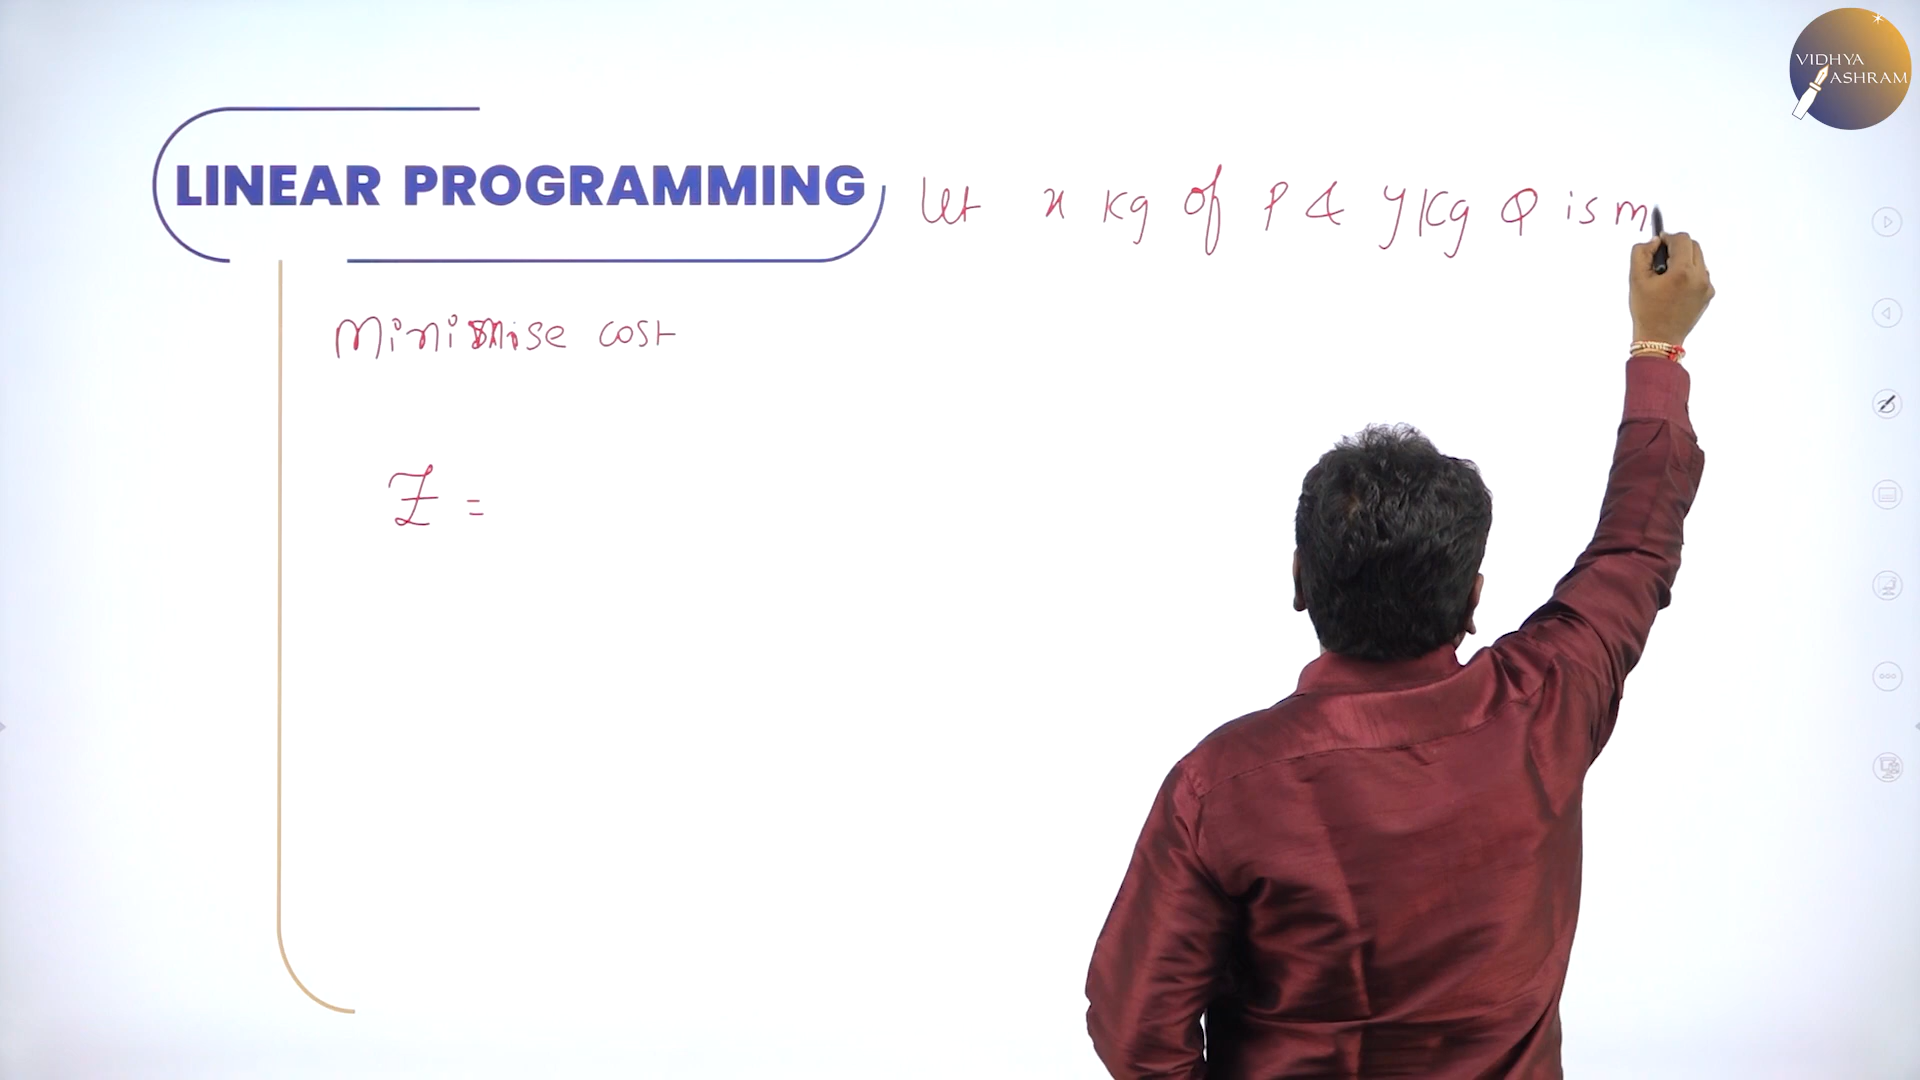 VIDHYA
ASHRAM
LINEAR PROGRAMMING
Let x Kg of P & y Kg Q is m
Minimise cost
Z =